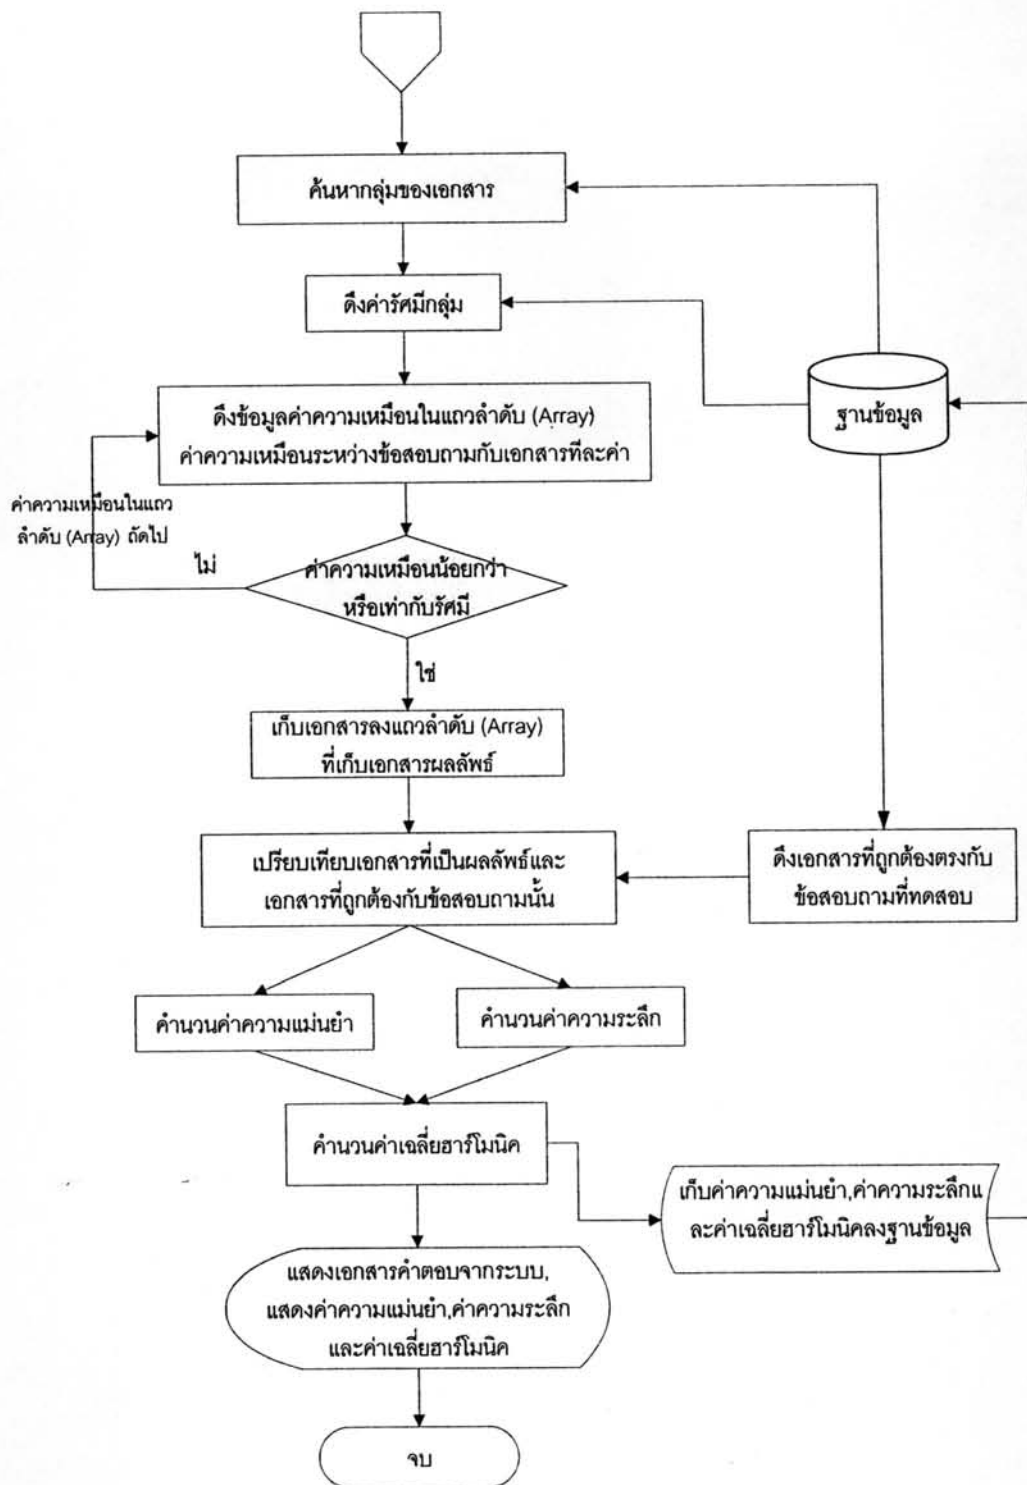 ค้นหากลุ่มของเอกสาร
ดึงค่ารัศมีกลุ่ม
ฐานข้อมูล
ดึงข้อมูลค่าความเหมือนในแถวลำดับ (Array)
ค่าความเหมือนระหว่างข้อสอบถามกับเอกสารทีละค่า
ค่าความเหมือนในแถว
ลำดับ (Array) ถัดไป
ไม่
ค่าความเหมือนน้อยกว่า
หรือเท่ากับรัศมี
ใช่
เก็บเอกสารลงแถวลำดับ (Array)
ที่เก็บเอกสารผลลัพธ์
เปรียบเทียบเอกสารที่เป็นผลลัพธ์และ
เอกสารที่ถูกต้องกับข้อสอบถามนั้น
ดึงเอกสารที่ถูกต้องตรงกับ
ข้อสอบถามที่ทดสอบ
คำนวนค่าความแม่นยำ
คำนวนค่าความระลึก
คำนวนค่าเฉลี่ยฮาร์โมนิค
เก็บค่าความแม่นยำ,ค่าความระลึกแ
ละค่าเฉลี่ยฮาร์โมนิคลงฐานข้อมูล
แสดงเอกสารคำตอบจากระบบ,
แสดงค่าความแม่นยำ,ค่าความระลึก
และค่าเฉลี่ยฮาร์โมนิค
จบ